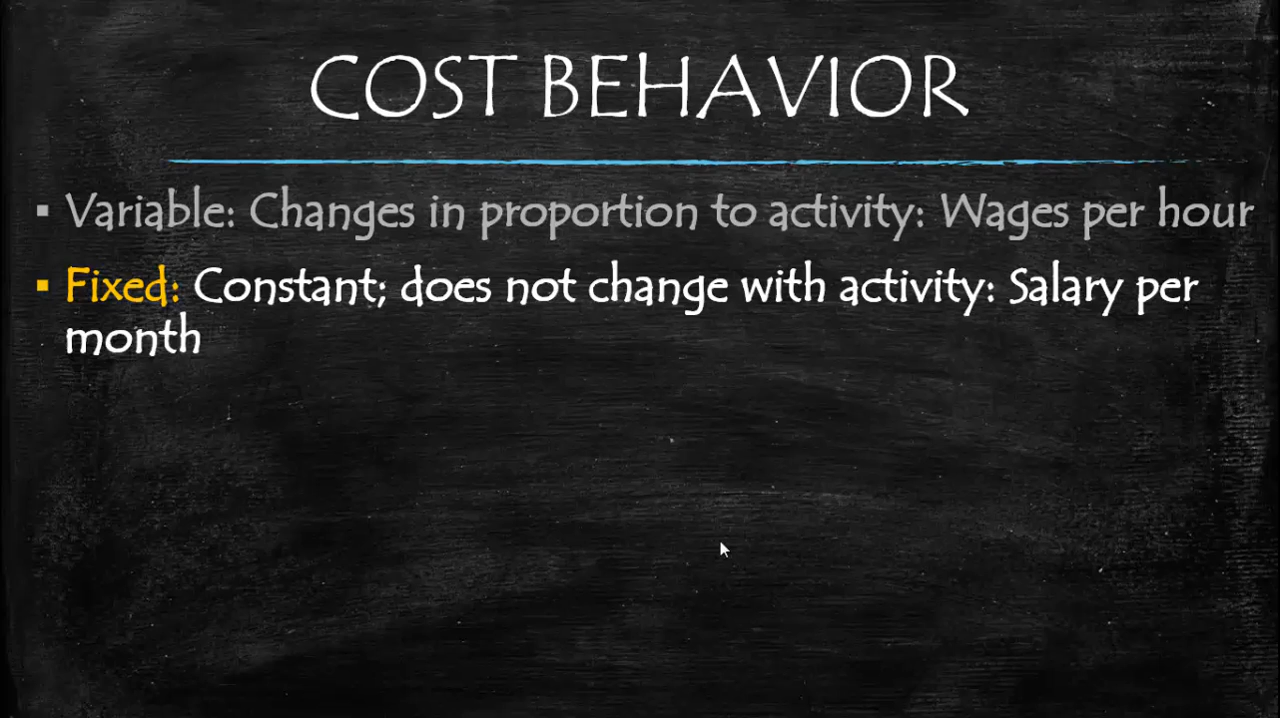 COST BEHAVIOR
▪ Variable: Changes in proportion to activity: Wages per hour
▪ Fixed: Constant; does not change with activity: Salary per
month